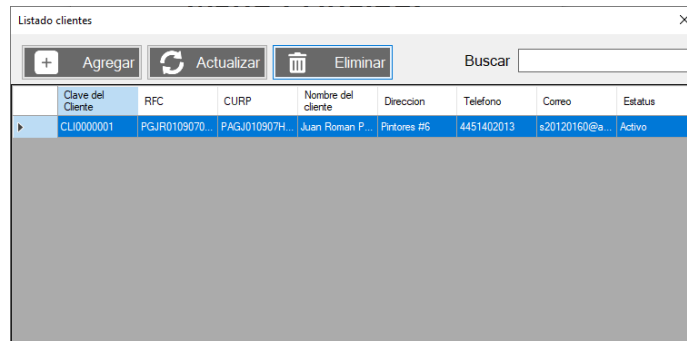 Listado clientes
Agregar Actualizar Eliminar Buscar
Clave del Cliente RFC CURP Nombre del cliente Direccion Telefono Correo Estatus
CLI0000001 PGJR0109070... PAGJ010907H... Juan Roman P... Pintores #6 4451402013 s20120160@a... Activo